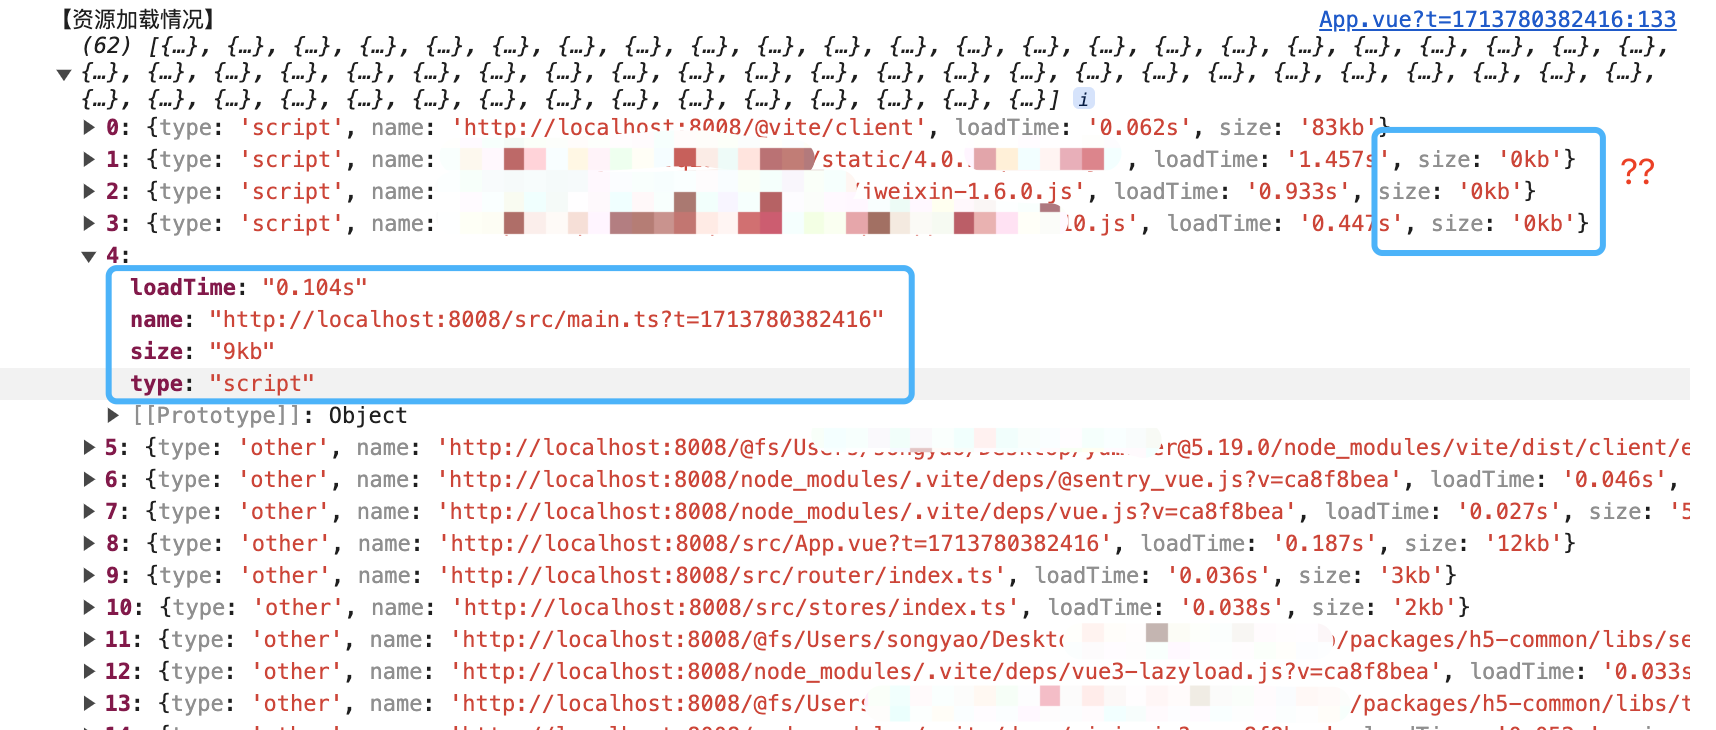 【资源加载情况】 App.vue?t=1713780382416:133
(62) [{…}, {…}, {…}, {…}, {…}, {…}, {…}, {…}, {…}, {…}, {…}, {…}, {…}, {…}, {…}, {…}, {…}, {…}, {…}, {…}, {…}, {…}, {…},
{…}, {…}, {…}, {…}, {…}, {…}, {…}, {…}, {…}, {…}, {…}, {…}, {…}, {…}, {…}, {…}, {…}, {…}, {…}, {…}, {…}, {…}, {…}, {…},
{…}, {…}, {…}, {…}, {…}, {…}, {…}, {…}, {…}, {…}, {…}, {…}, {…}, {…}, {…}] i
0: {type: 'script', name: 'http://localhost:8008/@vite/client', loadTime: '0.062s', size: '83kb'}
1: {type: 'script', name: /static/4.0. , loadTime: '1.457s', size: '0kb'} ??
2: {type: 'script', name: /jweixin-1.6.0.js', loadTime: '0.933s', size: '0kb'}
3: {type: 'script', name: 10.js', loadTime: '0.447s', size: '0kb'}
4:
loadTime: "0.104s"
name: "http://localhost:8008/src/main.ts?t=1713780382416"
size: "9kb"
type: "script"
[[Prototype]]: Object
5: {type: 'other', name: 'http://localhost:8008/@fs/Users/songyao/Desktop/ er@5.19.0/node_modules/vite/dist/client/e
6: {type: 'other', name: 'http://localhost:8008/node_modules/.vite/deps/@sentry_vue.js?v=ca8f8bea', loadTime: '0.046s',
7: {type: 'other', name: 'http://localhost:8008/node_modules/.vite/deps/vue.js?v=ca8f8bea', loadTime: '0.027s', size: '5
8: {type: 'other', name: 'http://localhost:8008/src/App.vue?t=1713780382416', loadTime: '0.187s', size: '12kb'}
9: {type: 'other', name: 'http://localhost:8008/src/router/index.ts', loadTime: '0.036s', size: '3kb'}
10: {type: 'other', name: 'http://localhost:8008/src/stores/index.ts', loadTime: '0.038s', size: '2kb'}
11: {type: 'other', name: 'http://localhost:8008/@fs/Users/songyao/Deskto /packages/h5-common/libs/se
12: {type: 'other', name: 'http://localhost:8008/node_modules/.vite/deps/vue3-lazyload.js?v=ca8f8bea', loadTime: '0.033s
13: {type: 'other', name: 'http://localhost:8008/@fs/Users /packages/h5-common/libs/t